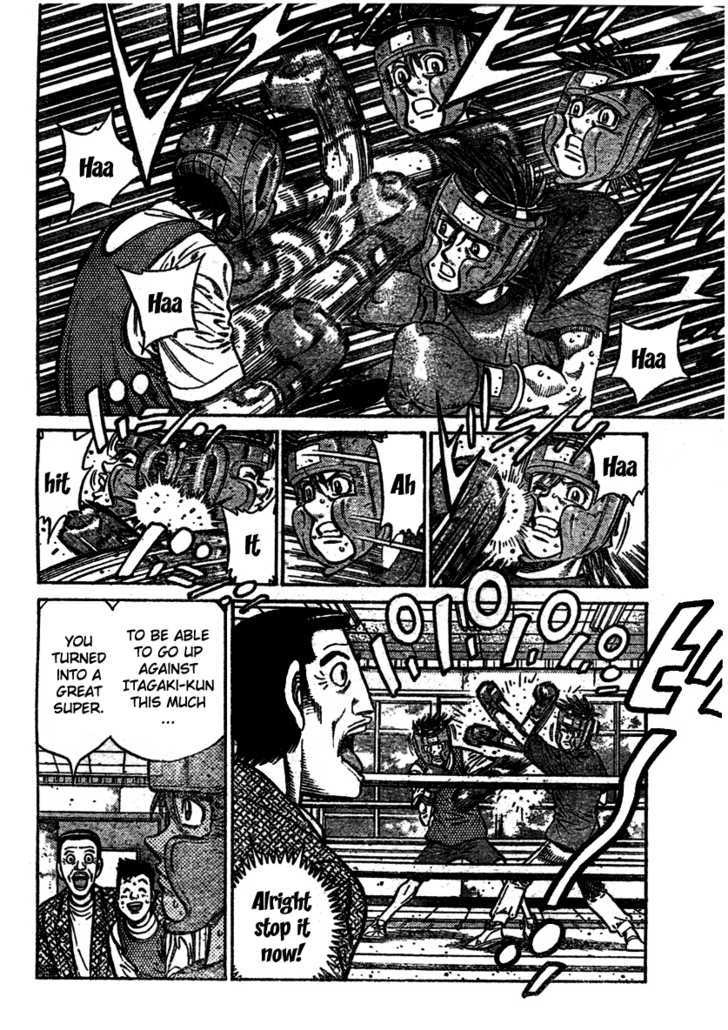 Haa
Haa
Haa
Haa
Ah
It
hit
Alright
stop it
now!
TO BE ABLE
TO GO UP
AGAINST
ITAGAKI-KUN
THIS MUCH
...
YOU
TURNED
INTO A
GREAT
SUPER.